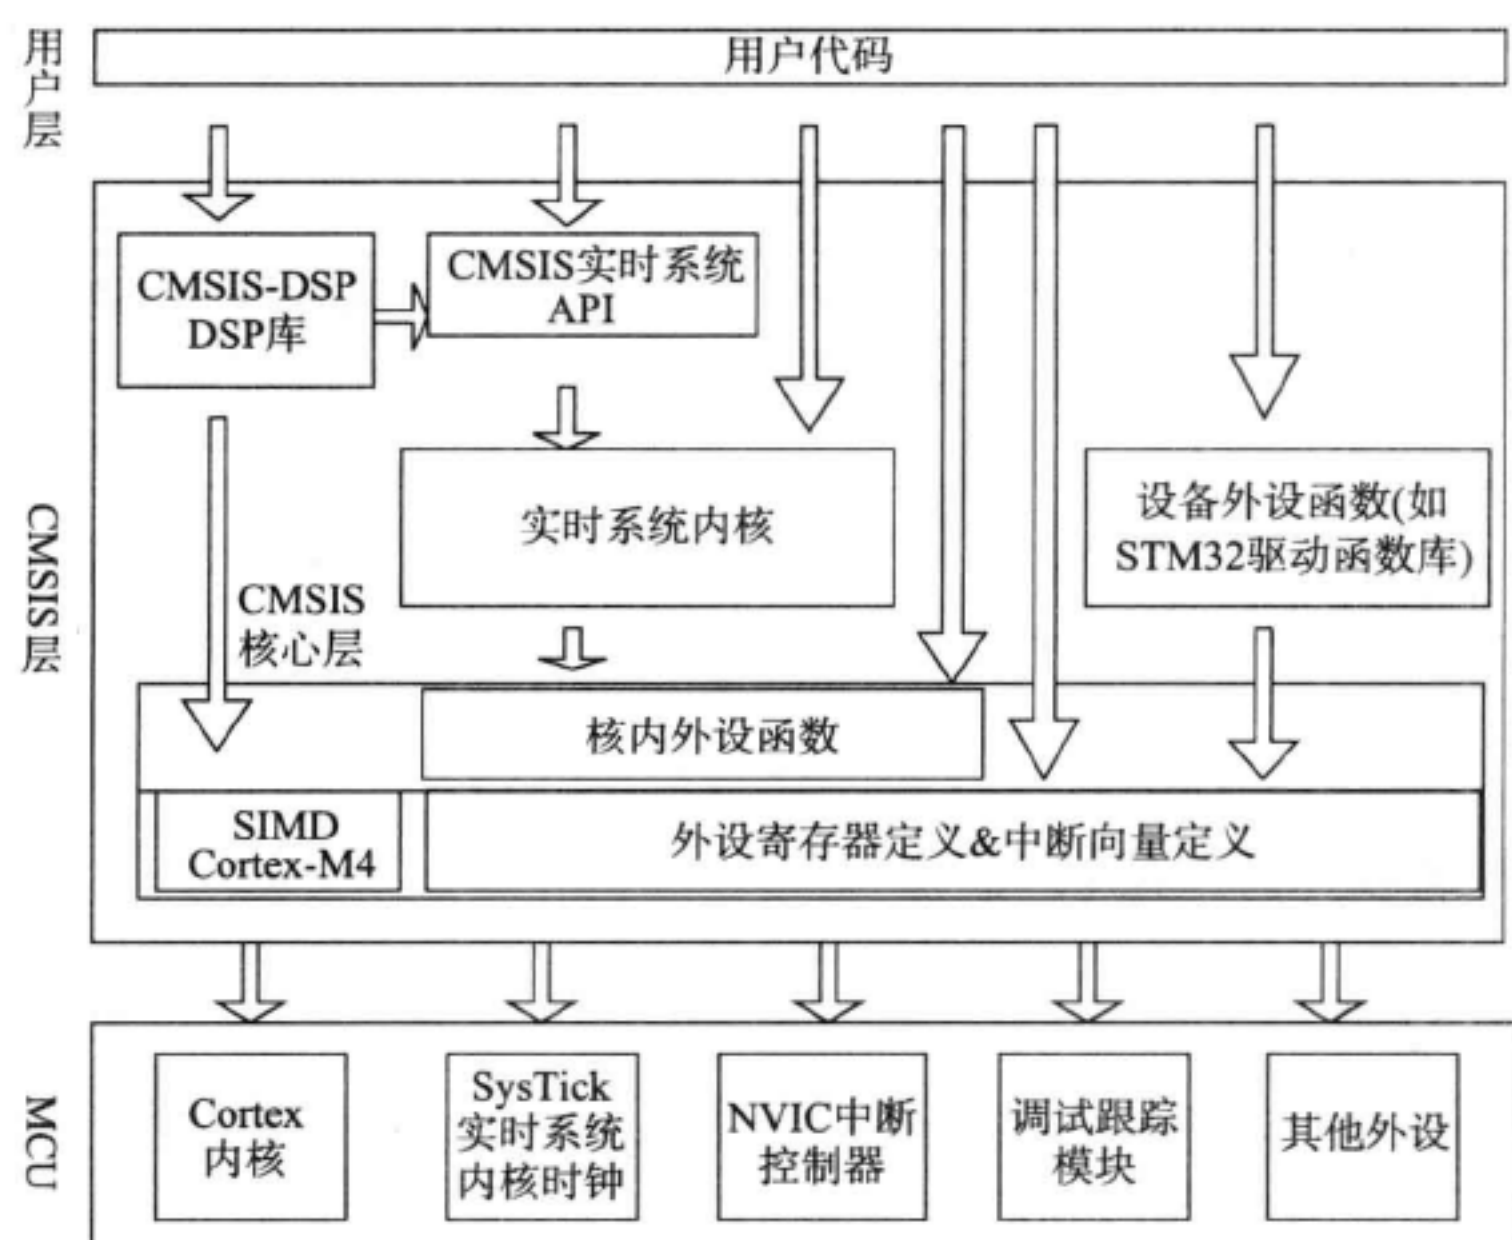 用户层
用户代码
CMSIS层
CMSIS-DSP
DSP库
CMSIS实时系统
API
实时系统内核
设备外设函数(如
STM32驱动函数库)
CMSIS
核心层
核内外设函数
SIMD
Cortex-M4
外设寄存器定义&中断向量定义
MCU
Cortex
内核
SysTick
实时系统
内核时钟
NVIC中断
控制器
调试跟踪
模块
其他外设